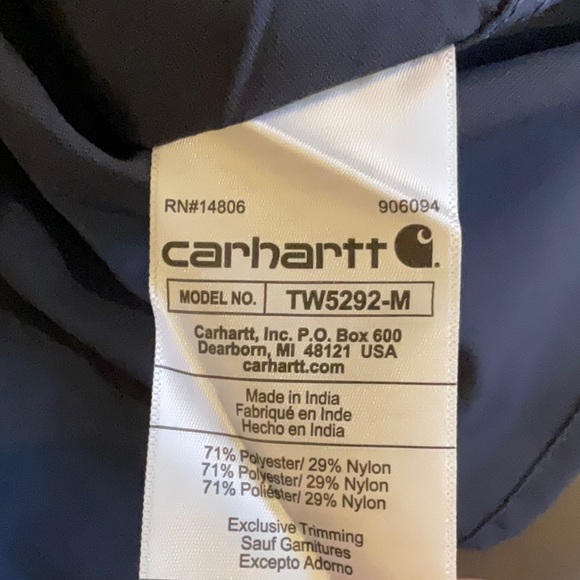 RN#14806 906094
carhartt
MODEL NO. TW5292-M
Carhartt, Inc. P.O. Box 600
Dearborn, MI 48121 USA
carhartt.com
Made in India
Fabriqué en Inde
Hecho en India
71% Polyester/ 29% Nylon
71% Polyester/ 29% Nylon
71% Poliéster/ 29% Nylon
Exclusive Trimming
Sauf Garnitures
Excepto Adorno